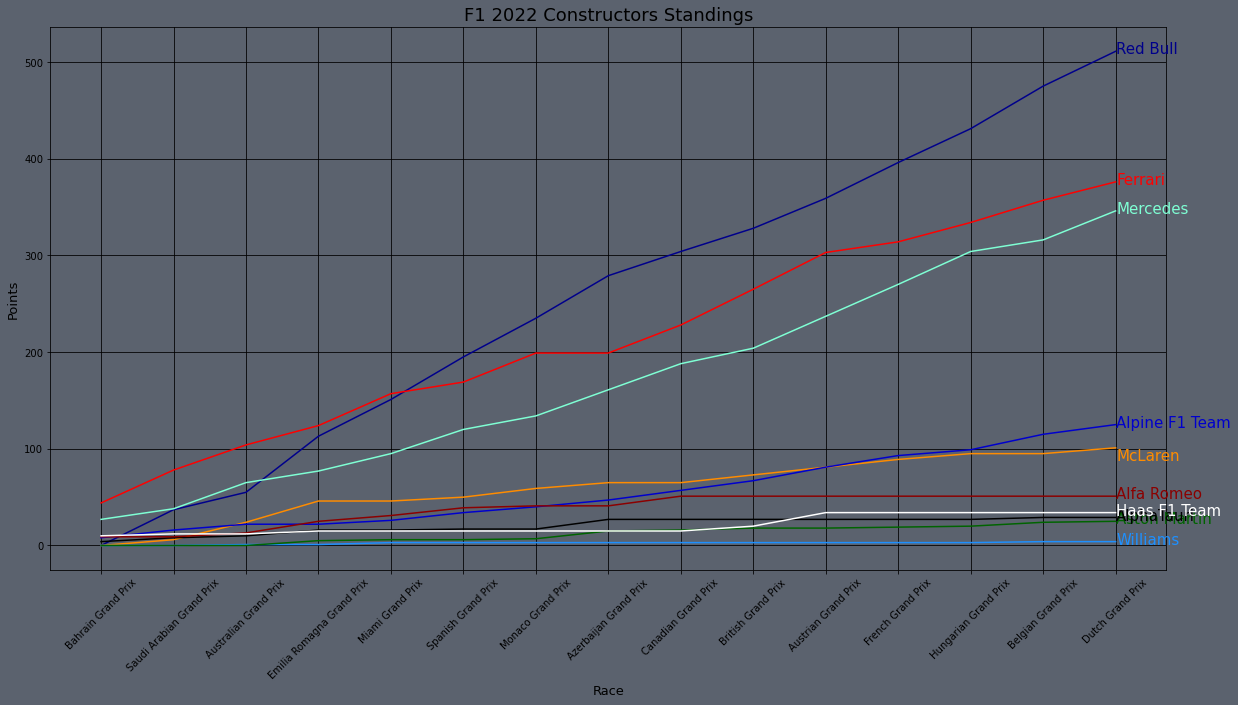 F1 2022 Constructors Standings
Points
500
400
300
200
100
0
Red Bull
Ferrari
Mercedes
Alpine F1 Team
McLaren
Alfa Romeo
Haas F1 Team
Williams
Bahrain Grand Prix
Saudi Arabian Grand Prix
Australian Grand Prix
Emilia Romagna Grand Prix
Miami Grand Prix
Spanish Grand Prix
Monaco Grand Prix
Azerbaijan Grand Prix
Canadian Grand Prix
British Grand Prix
Austrian Grand Prix
French Grand Prix
Hungarian Grand Prix
Belgian Grand Prix
Dutch Grand Prix
Race